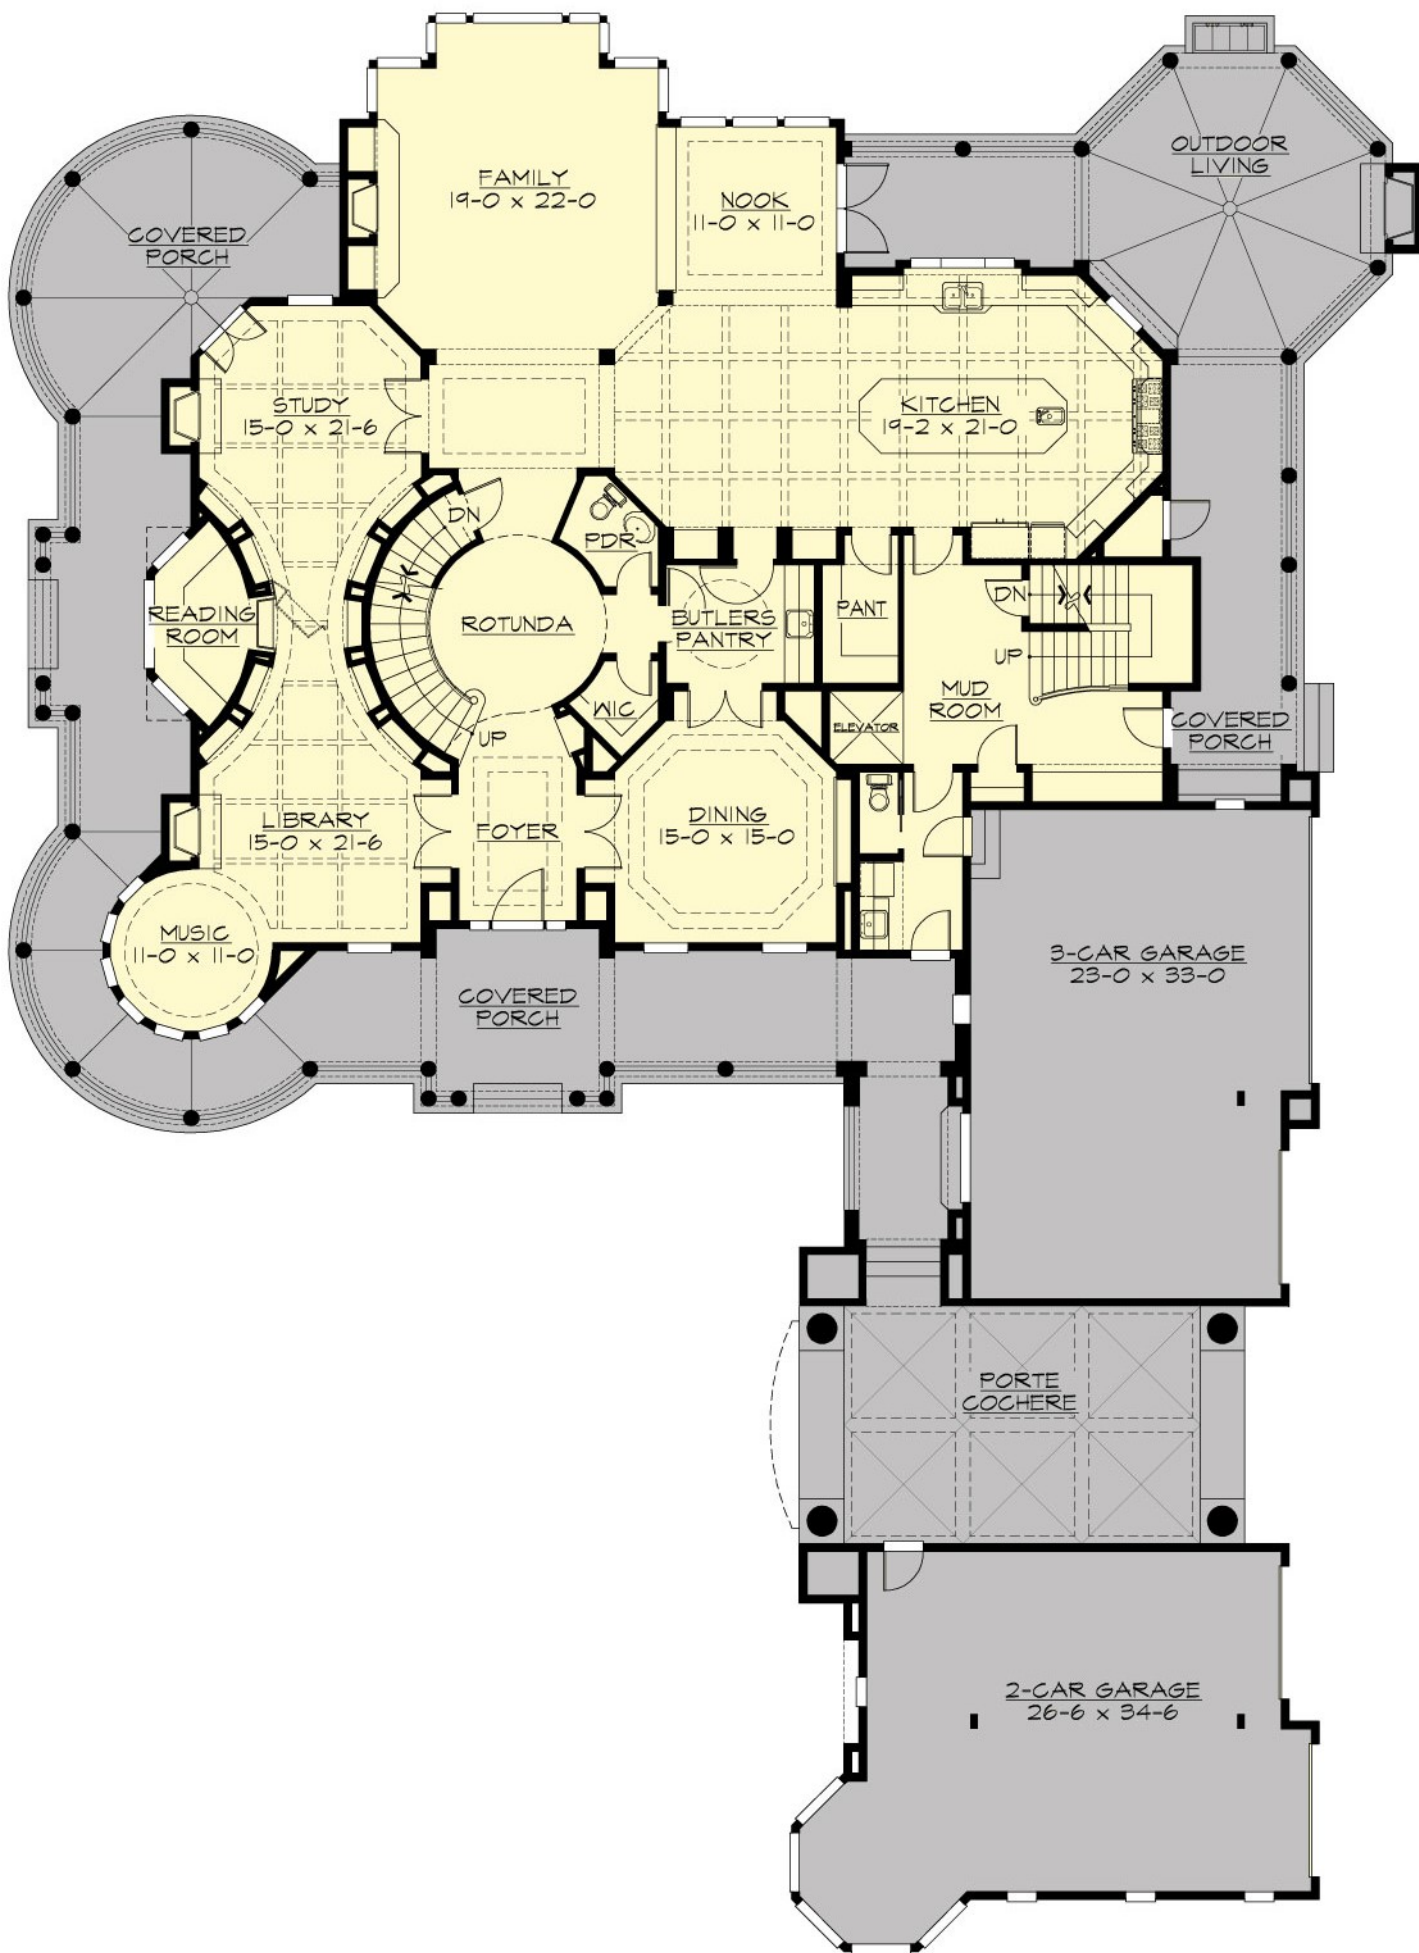 OUTDOOR
LIVING
FAMILY
19-0 x 22-0
NOOK
11-0 x 11-0
COVERED
PORCH
STUDY
15-0 x 21-6
KITCHEN
19-2 x 21-0
DN
PDR
READING
ROOM
ROTUNDA
BUTLERS
PANTRY
PANT
DN
UP
MUD
ROOM
WIC
UP
ELEVATOR
COVERED
PORCH
LIBRARY
15-0 x 21-6
FOYER
DINING
15-0 x 15-0
MUSIC
11-0 x 11-0
3-CAR GARAGE
23-0 x 33-0
COVERED
PORCH
PORTE
COCHERE
2-CAR GARAGE
26-6 x 34-6